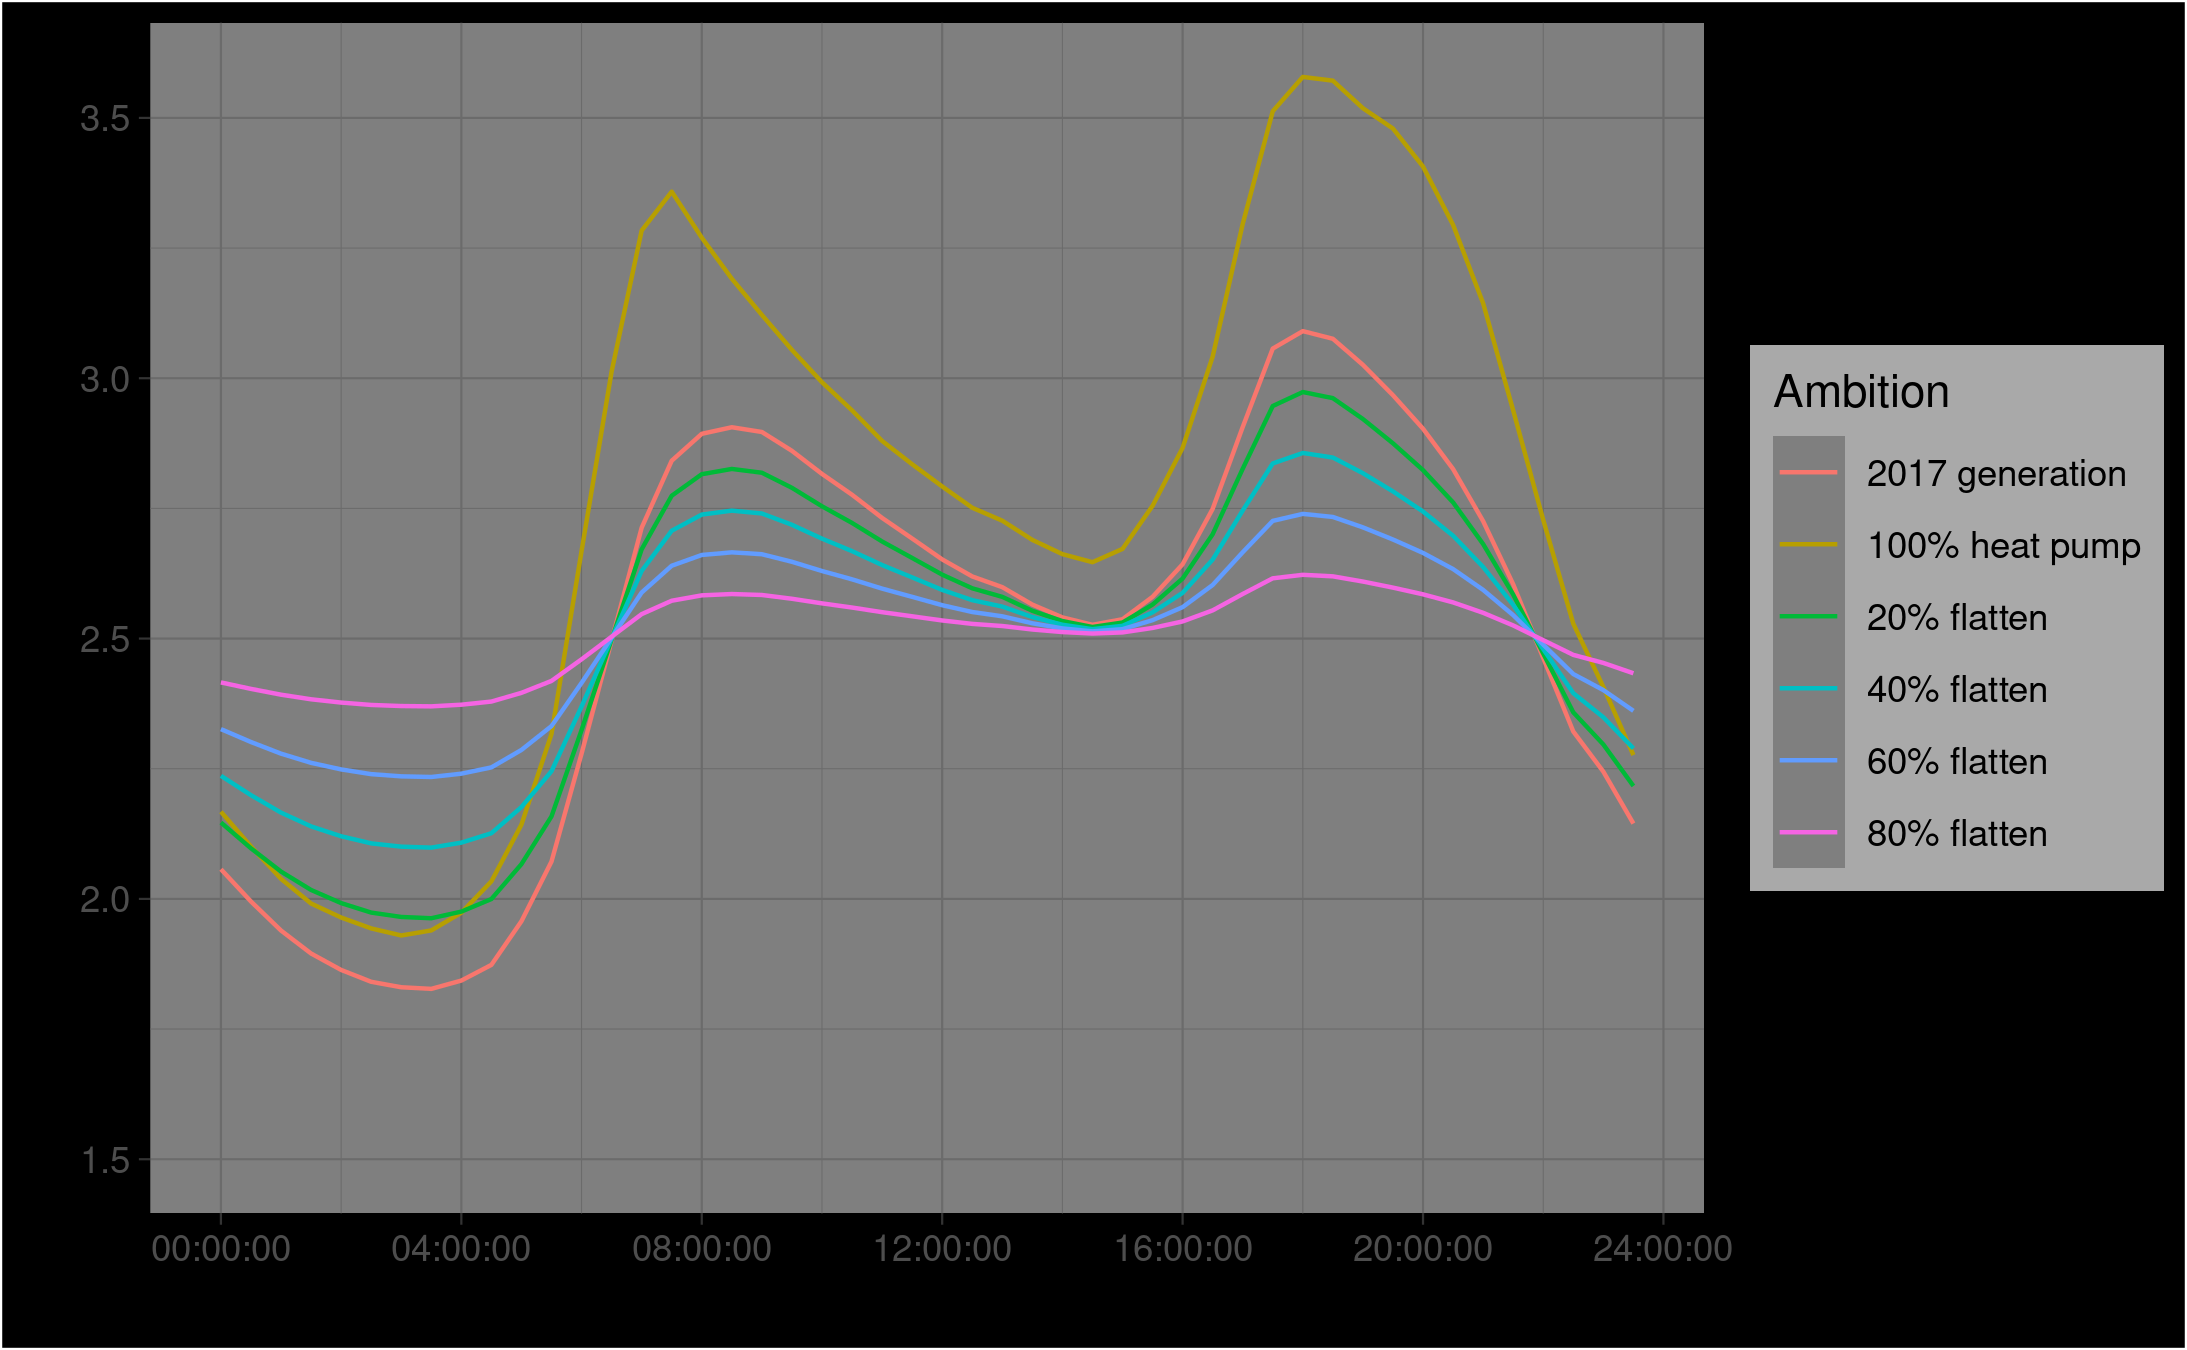 3.5
3.0
2.5
2.0
1.5
00:00:00 04:00:00 08:00:00 12:00:00 16:00:00 20:00:00 24:00:00
Ambition
2017 generation
100% heat pump
20% flatten
40% flatten
60% flatten
80% flatten